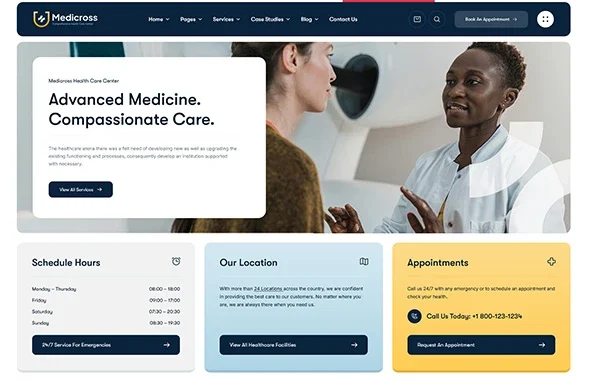 Medicross
Compassionate Health Care Center
Home Pages Services Case Studies Blog Contact Us
Book An Appointment
Medicross Health Care Center
Advanced Medicine.
Compassionate Care.
The healthcare arena there was a felt need of developing new as well as upgrading the
existing functioning and processes, consequently develop an institution supported
with necessary.
View All Services
Schedule Hours
Monday – Thursday 08:00 – 18:00
Friday 09:00 – 17:00
Saturday 07:30 – 20:30
Sunday 08:30 – 19:30
24/7 Service For Emergencies
Our Location
With more than 24 Locations across the country, we are confident
in providing the best care to our customers. No matter where you
are, we are always there when you need us.
View All Healthcare Facilities
Appointments
Call us 24/7 with any emergency or to schedule an appointment and
check your health.
Call Us Today: +1 800-123-1234
Request An Appointment